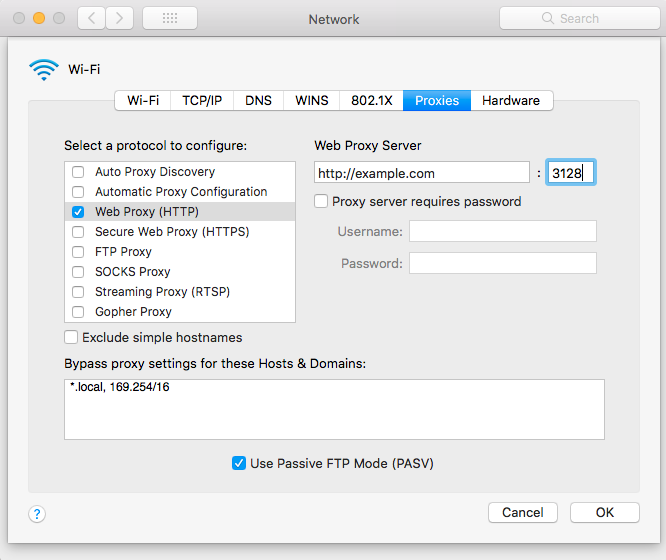 Network
Search
Wi-Fi
Wi-Fi TCP/IP DNS WINS 802.1X Proxies Hardware
Select a protocol to configure:
Auto Proxy Discovery
Automatic Proxy Configuration
Web Proxy (HTTP)
Secure Web Proxy (HTTPS)
FTP Proxy
SOCKS Proxy
Streaming Proxy (RTSP)
Gopher Proxy
Exclude simple hostnames
Web Proxy Server
http://example.com : 3128
Proxy server requires password
Username:
Password:
Bypass proxy settings for these Hosts & Domains:
*.local, 169.254/16
Use Passive FTP Mode (PASV)
? Cancel OK